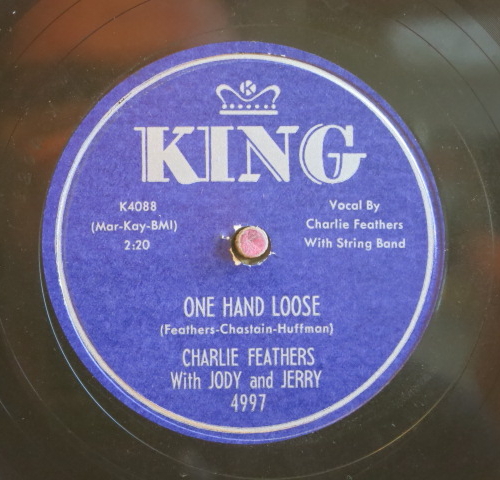 K
KING
K4088
(Mar-Kay-BMI)
2:20
Vocal By
Charlie Feathers
With String Band
ONE HAND LOOSE
(Feathers-Chastain-Huffman)
CHARLIE FEATHERS
With JODY and JERRY
4997